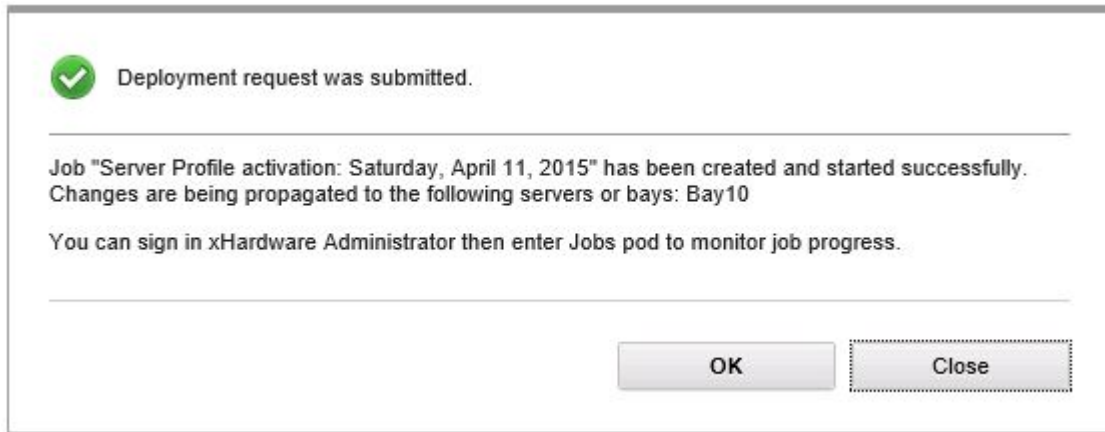 Deployment request was submitted.
Job "Server Profile activation: Saturday, April 11, 2015" has been created and started successfully.
Changes are being propagated to the following servers or bays: Bay10
You can sign in xHardware Administrator then enter Jobs pod to monitor job progress.
OK
Close